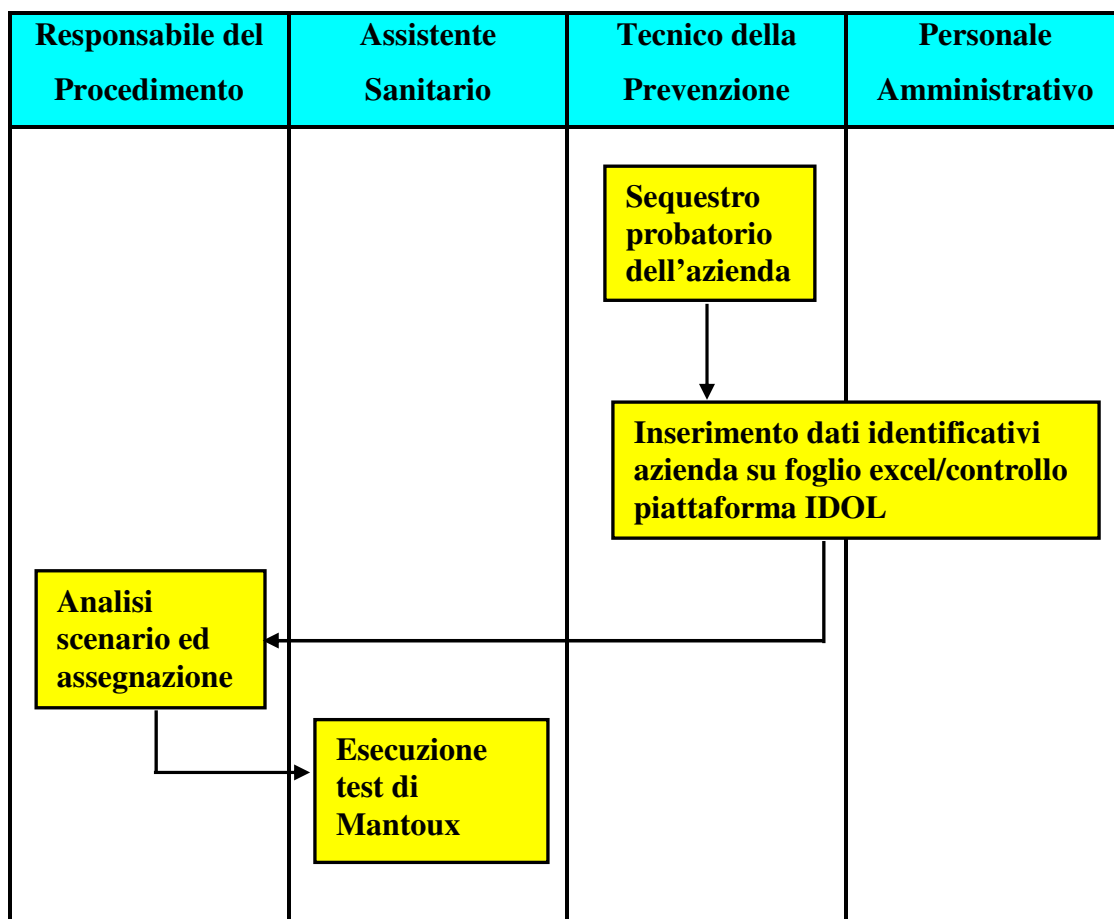 Responsabile del
Procedimento
Assistente
Sanitario
Tecnico della
Prevenzione
Personale
Amministrativo
Sequestro
probatorio
dell’azienda
Inserimento dati identificativi
azienda su foglio excel/controllo
piattaforma IDOL
Analisi
scenario ed
assegnazione
Esecuzione
test di
Mantoux